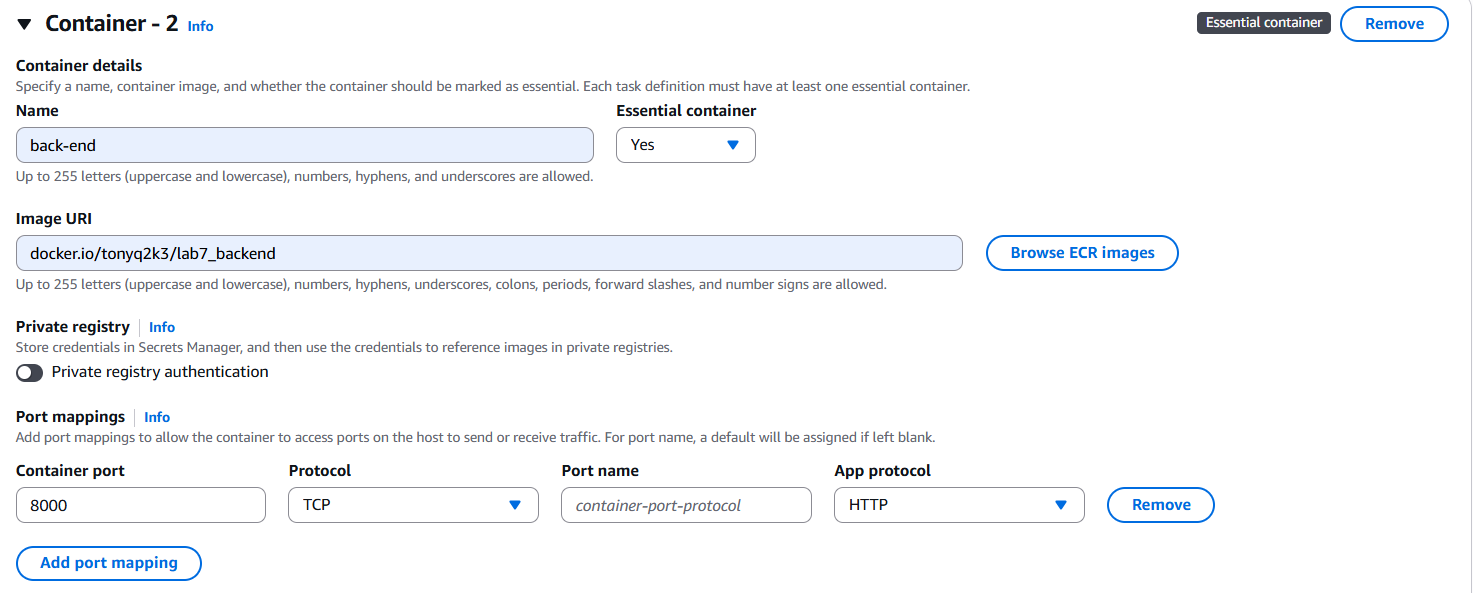 Container - 2 Info Essential container Remove
Container details
Specify a name, container image, and whether the container should be marked as essential. Each task definition must have at least one essential container.
Name Essential container
back-end Yes
Up to 255 letters (uppercase and lowercase), numbers, hyphens, and underscores are allowed.
Image URI
docker.io/tonyq2k3/lab7_backend Browse ECR images
Up to 255 letters (uppercase and lowercase), numbers, hyphens, underscores, colons, periods, forward slashes, and number signs are allowed.
Private registry Info
Store credentials in Secrets Manager, and then use the credentials to reference images in private registries.
Private registry authentication
Port mappings Info
Add port mappings to allow the container to access ports on the host to send or receive traffic. For port name, a default will be assigned if left blank.
Container port Protocol Port name App protocol
8000 TCP container-port-protocol HTTP Remove
Add port mapping